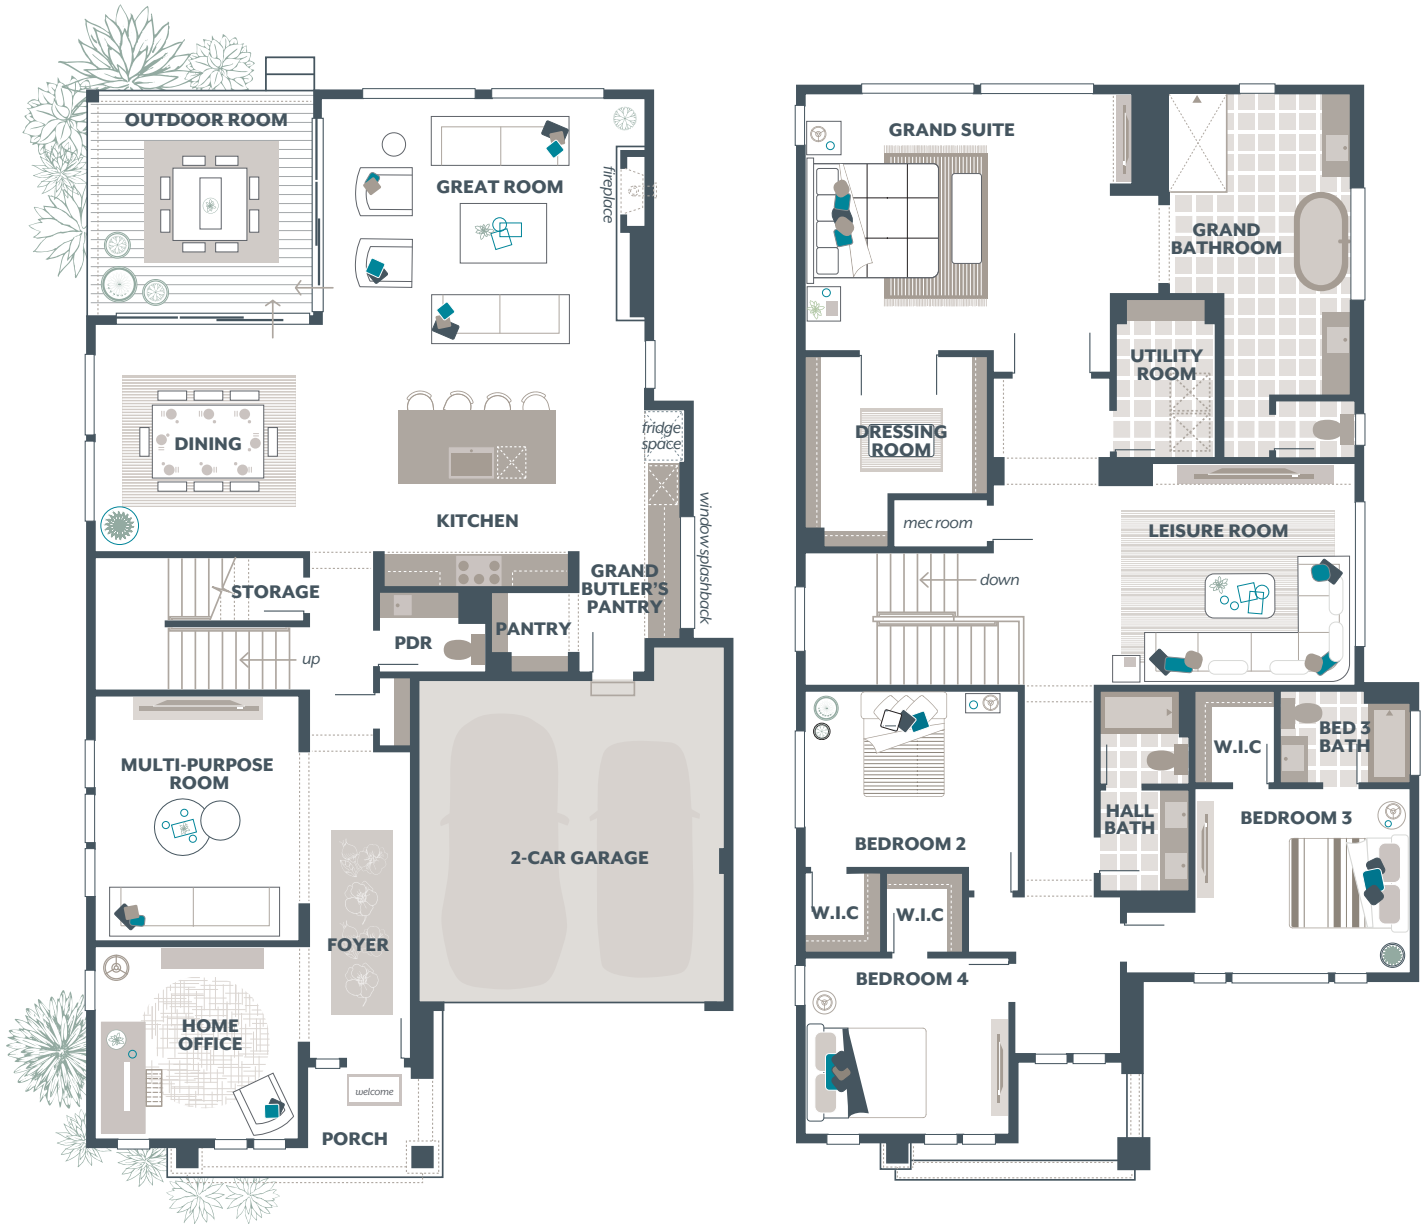 OUTDOOR ROOM
GREAT ROOM
fireplace
DINING
fridge
space
KITCHEN
window splashback
GRAND
BUTLER'S
PANTRY
STORAGE
PDR
PANTRY
up
MULTI-PURPOSE
ROOM
2-CAR GARAGE
FOYER
HOME
OFFICE
welcome
PORCH
GRAND SUITE
GRAND
BATHROOM
UTILITY
ROOM
DRESSING
ROOM
mec room
LEISURE ROOM
down
BED 3
BATH
W.I.C
HALL
BATH
BEDROOM 3
BEDROOM 2
W.I.C
W.I.C
BEDROOM 4